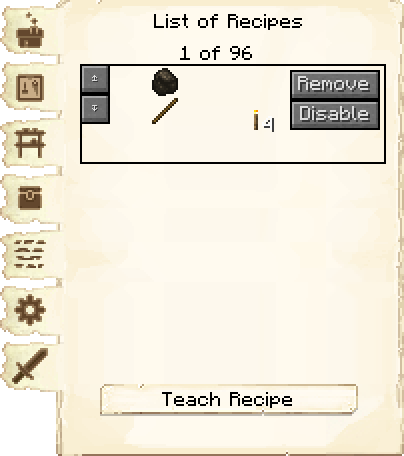 List of Recipes
1 of 96
Remove
Disable
4
Teach Recipe